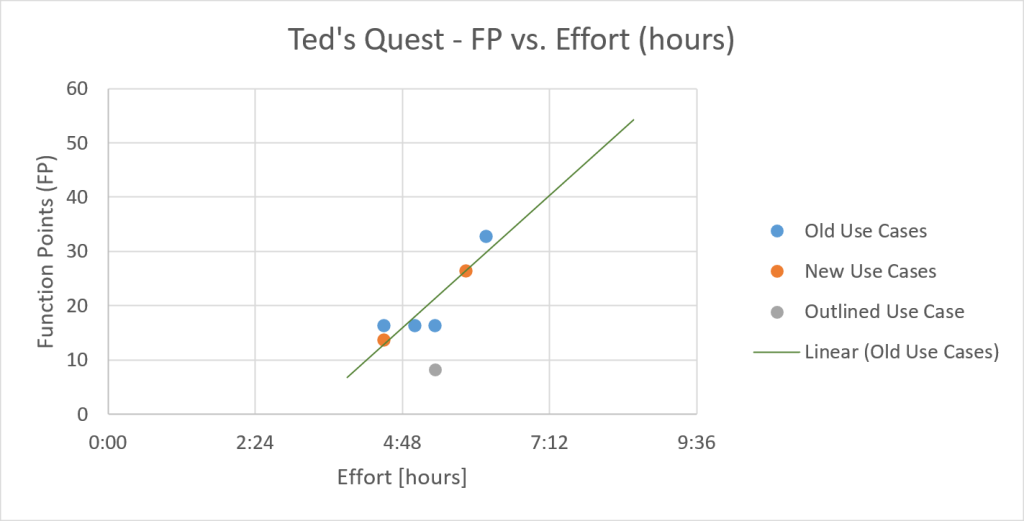 Ted's Quest - FP vs. Effort (hours)
60
50
40
30
20
10
0
Function Points (FP)
0:00 2:24 4:48 7:12 9:36
Effort [hours]
Old Use Cases
New Use Cases
Outlined Use Case
Linear (Old Use Cases)